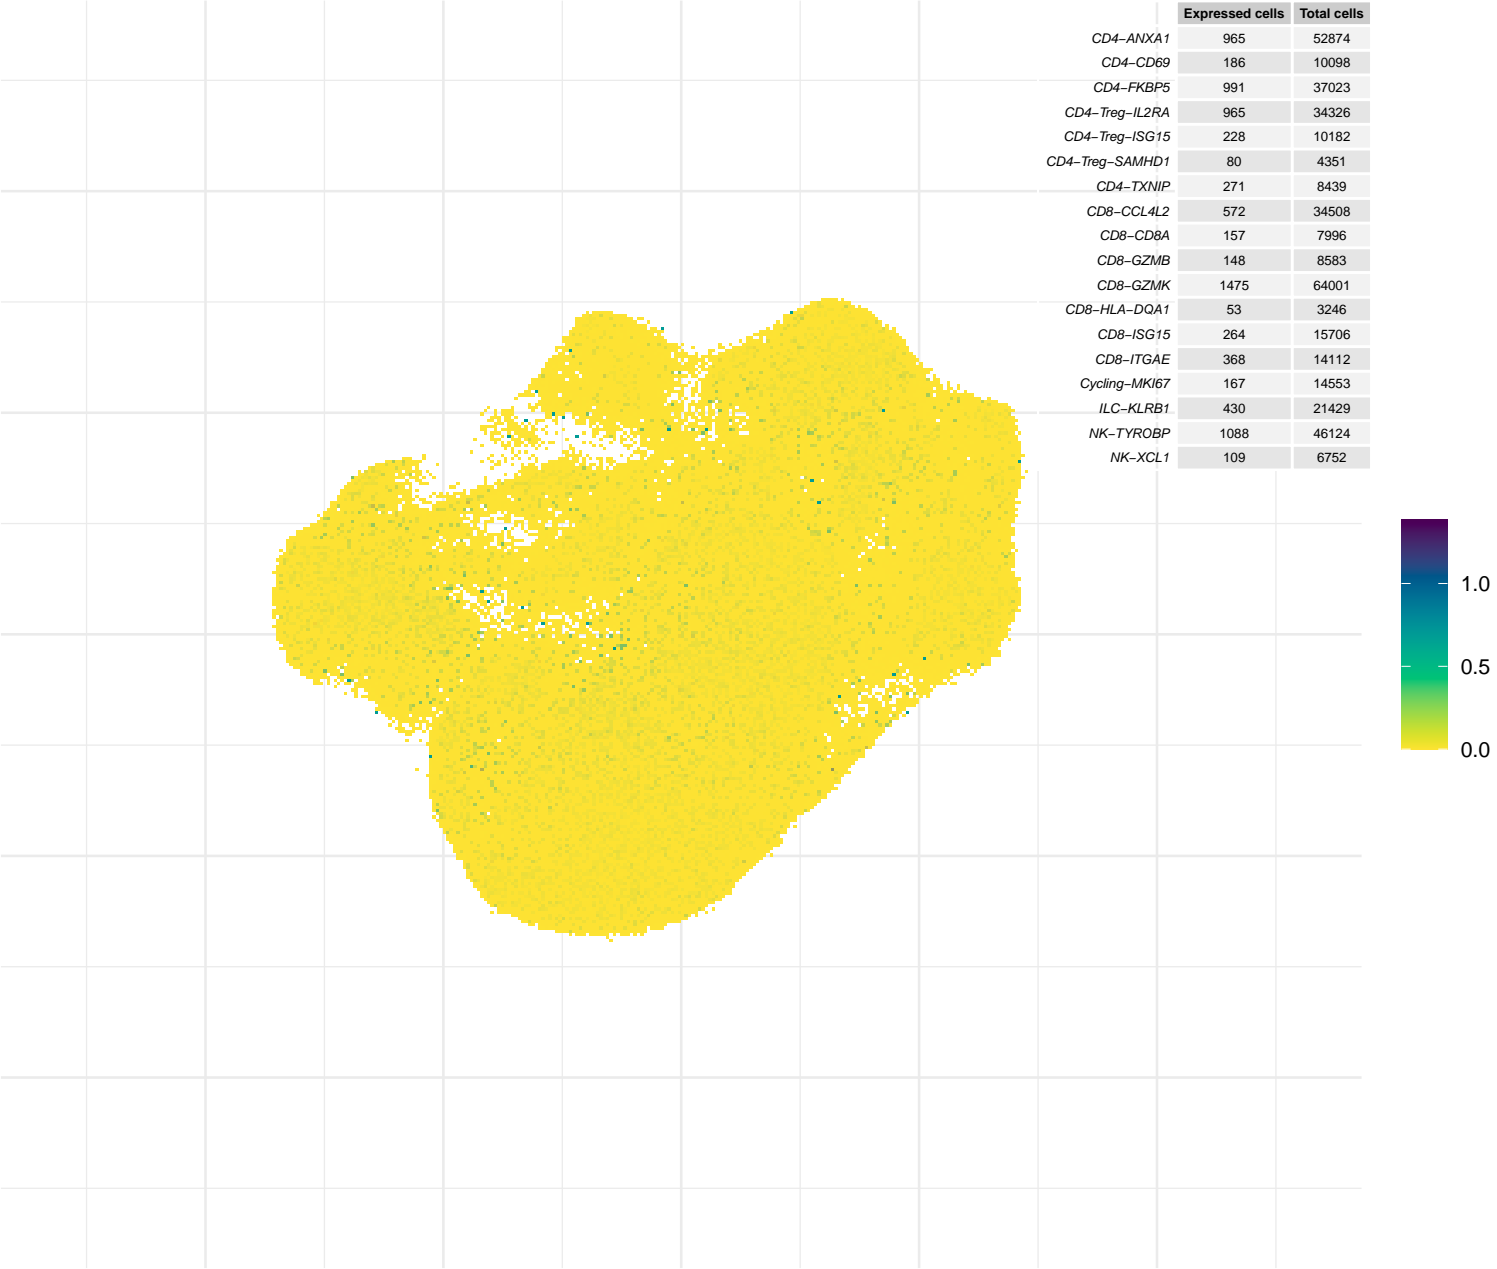 Expressed cells Total cells
CD4−ANXA1 965 52874
CD4−CD69 186 10098
CD4−FKBP5 991 37023
CD4−Treg−IL2RA 965 34326
CD4−Treg−ISG15 228 10182
CD4−Treg−SAMHD1 80 4351
CD4−TXNIP 271 8439
CD8−CCL4L2 572 34508
CD8−CD8A 157 7996
CD8−GZMB 148 8583
CD8−GZMK 1475 64001
CD8−HLA−DQA1 53 3246
CD8−ISG15 264 15706
CD8−ITGAE 368 14112
Cycling−MKI67 167 14553
ILC−KLRB1 430 21429
NK−TYROBP 1088 46124
NK−XCL1 109 6752
1.0
0.5
0.0